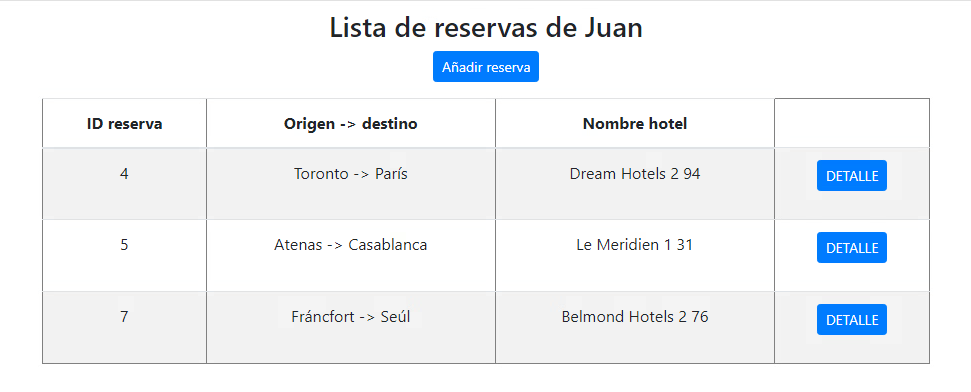 Lista de reservas de Juan
Añadir reserva
ID reserva Origen -> destino Nombre hotel
4 Toronto -> París Dream Hotels 2 94 DETALLE
5 Atenas -> Casablanca Le Meridien 1 31 DETALLE
7 Fráncfort -> Seúl Belmond Hotels 2 76 DETALLE